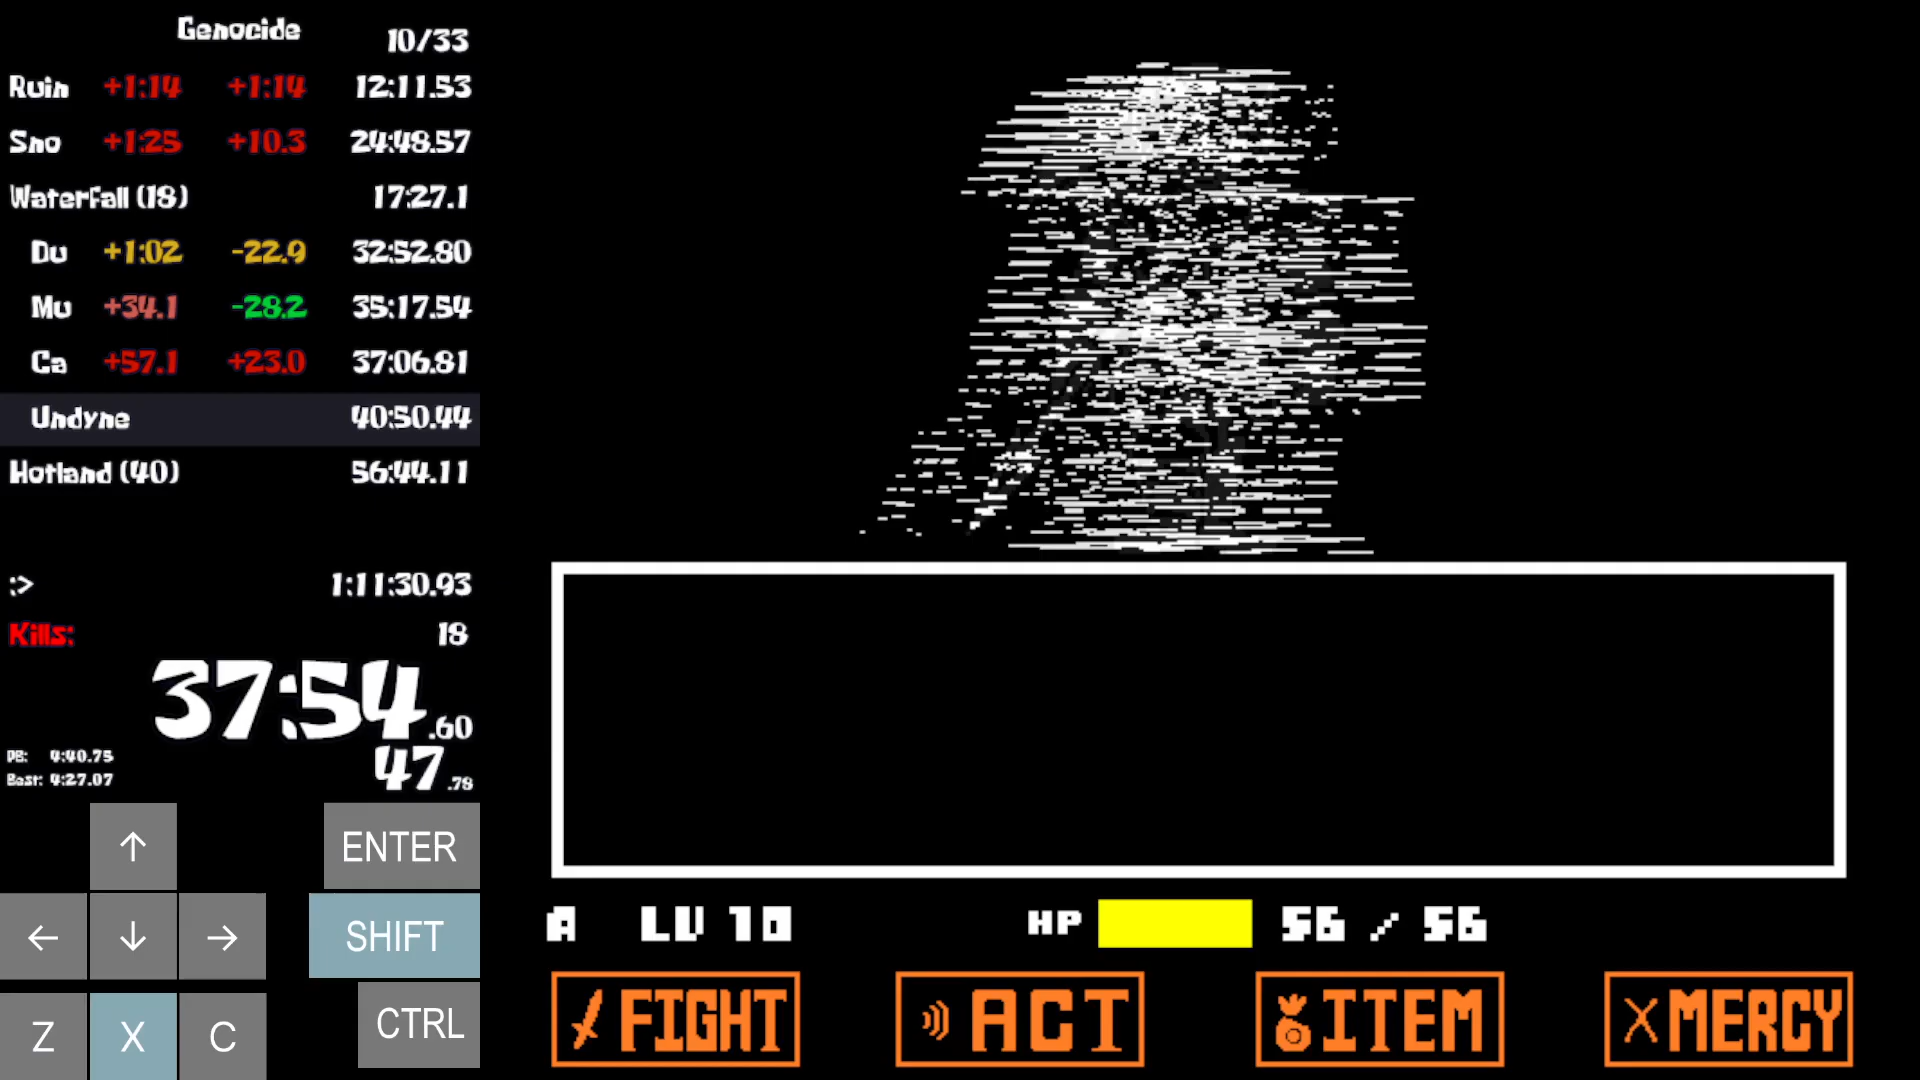 Genocide 10/33
Ruin +1:14 +1:14 12:11.53
Sno +1:25 +10.3 24:48.57
Waterfall (18) 17:27.1
Du +1:02 -22.9 32:52.80
Mu +34.1 -28.2 35:17.54
Ca +57.1 +23.0 37:06.81
Undyne 40:50.44
Hotland (40) 56:44.11
:> 1:11:30.93
Kills: 18
37:54.60
PB: 4:40.75
47.78
Best: 4:27.07
↑ ENTER
← ↓ → SHIFT
Z X C CTRL
A LV 10 HP 56 / 56
FIGHT ACT ITEM MERCY